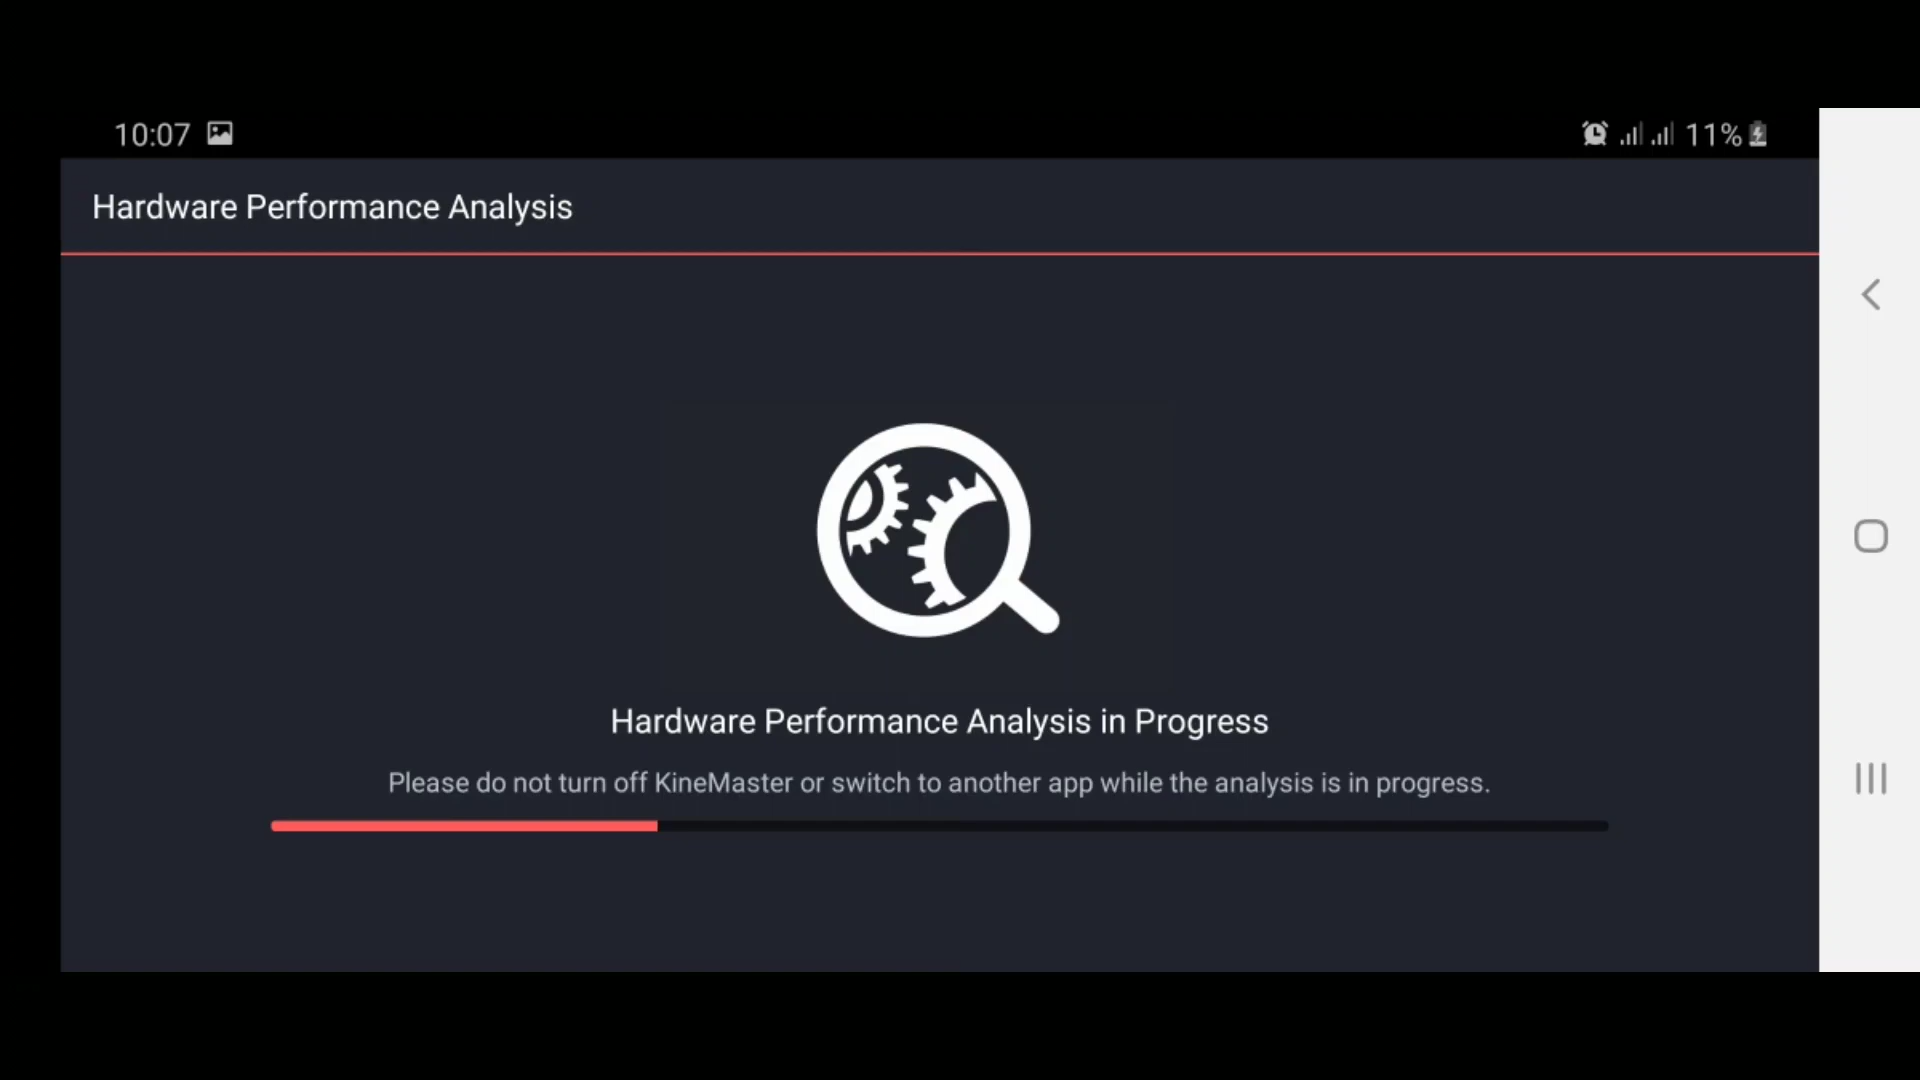 10:07
11%
Hardware Performance Analysis
Hardware Performance Analysis in Progress
Please do not turn off KineMaster or switch to another app while the analysis is in progress.